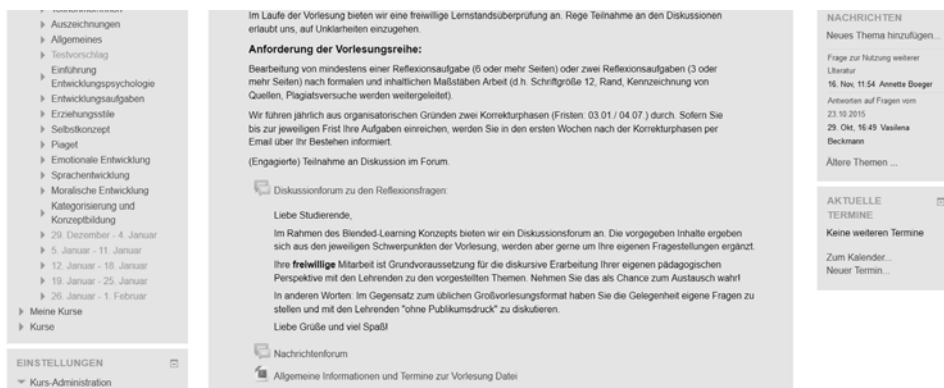 Auszeichnungen
Allgemeines
Testvorschlag
Einführung
Entwicklungspsychologie
Entwicklungsaufgaben
Erziehungsstile
Selbstkonzept
Piaget
Emotionale Entwicklung
Sprachentwicklung
Moralische Entwicklung
Kategorisierung und
Konzeptbildung
29. Dezember - 4. Januar
5. Januar - 11. Januar
12. Januar - 18. Januar
19. Januar - 25. Januar
26. Januar - 1. Februar
Meine Kurse
Kurse
EINSTELLUNGEN
Kurs-Administration
Im Laufe der Vorlesung bieten wir eine freiwillige Lernstandsüberprüfung an. Rege Teilnahme an den Diskussionen
erlaubt uns, auf Unklarheiten einzugehen.
Anforderung der Vorlesungsreihe:
Bearbeitung von mindestens einer Reflexionsaufgabe (6 oder mehr Seiten) oder zwei Reflexionsaufgaben (3 oder
mehr Seiten) nach formalen und inhaltlichen Maßstäben Arbeit (d.h. Schriftgröße 12, Rand, Kennzeichnung von
Quellen, Plagiatsversuche werden weitergeleitet).
Wir führen jährlich aus organisatorischen Gründen zwei Korrekturphasen (Fristen: 03.01./ 04.07.) durch. Sofern Sie
bis zur jeweiligen Frist Ihre Aufgaben einreichen, werden Sie in den ersten Wochen nach der Korrekturphasen per
Email über Ihr Bestehen informiert.
(Engagierte) Teilnahme an Diskussion im Forum.
Diskussionforum zu den Reflexionsfragen:
Liebe Studierende,
Im Rahmen des Blended-Learning Konzepts bieten wir ein Diskussionsforum an. Die vorgegeben Inhalte ergeben
sich aus den jeweiligen Schwerpunkten der Vorlesung, werden aber gerne um Ihre eigenen Fragestellungen ergänzt.
Ihre freiwillige Mitarbeit ist Grundvoraussetzung für die diskursive Erarbeitung Ihrer eigenen pädagogischen
Perspektive mit den Lehrenden zu den vorgestellten Themen. Nehmen Sie das als Chance zum Austausch wahr!
In anderen Worten: Im Gegensatz zum üblichen Großvorlesungsformat haben Sie die Gelegenheit eigene Fragen zu
stellen und mit den Lehrenden "ohne Publikumsdruck" zu diskutieren.
Liebe Grüße und viel Spaß!
Nachrichtenforum
Allgemeine Informationen und Termine zur Vorlesung Datei
NACHRICHTEN
Neues Thema hinzufügen...
Frage zur Nutzung weiterer
Literatur
16. Nov, 11:54 Annette Boeger
Antworten auf Fragen vom
23.10.2015
29. Okt, 16:49 Vasilena
Beckmann
Ältere Themen ...
AKTUELLE
TERMINE
Keine weiteren Termine
Zum Kalender...
Neuer Termin...